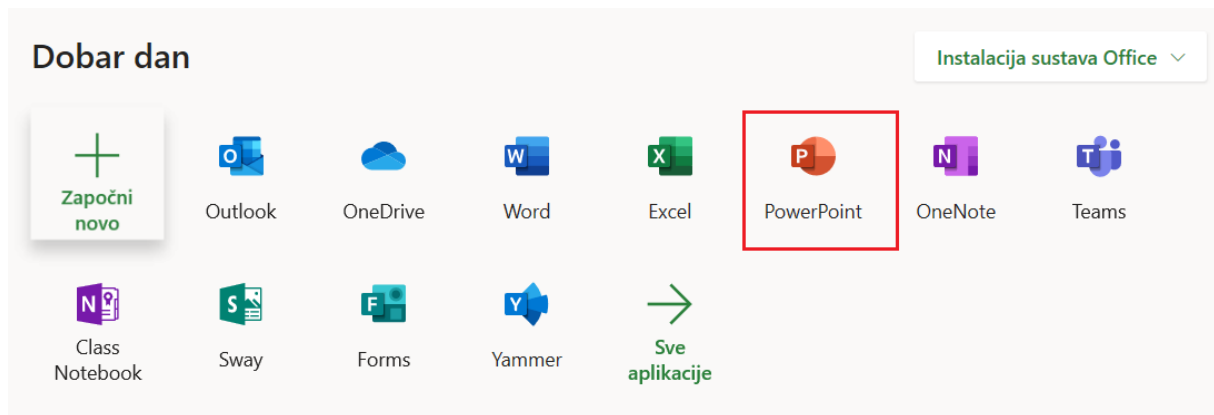 Dobar dan
Instalacija sustava Office
Započni
novo
Outlook
OneDrive
Word
Excel
PowerPoint
OneNote
Teams
Class
Notebook
Sway
Forms
Yammer
Sve
aplikacije